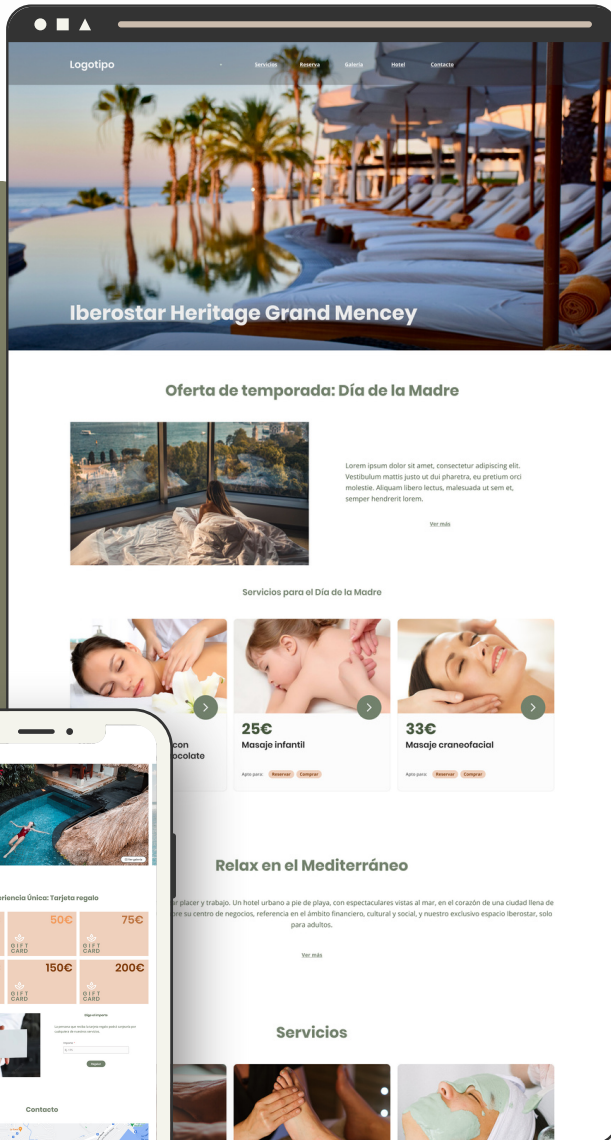 Logotipo
Servicios Reserva Galería Hotel Contacto
Iberostar Heritage Grand Mencey
Oferta de temporada: Día de la Madre
Lorem ipsum dolor sit amet, consectetur adipiscing elit.
Vestibulum mattis justo ut dui pharetra, eu pretium orci
molestie. Aliquam libero lectus, malesuada ut sem et,
semper hendrerit lorem.
Ver más
Servicios para el Día de la Madre
con
25€
Masaje infantil
Apto para: Reservar Comprar
33€
Masaje craneofacial
Apto para: Reservar Comprar
Relax en el Mediterráneo
placer y trabajo. Un hotel urbano a pie de playa, con espectaculares vistas al mar, en el corazón de una ciudad llena de
su centro de negocios, referencia en el ámbito financiero, cultural y social, y nuestro exclusivo espacio Iberostar, solo
para adultos.
Ver más
Servicios
Única: Tarjeta regalo
50€
GIFT
CARD
75€
GIFT
CARD
150€
GIFT
CARD
200€
GIFT
CARD
Elige el importe
Contacto